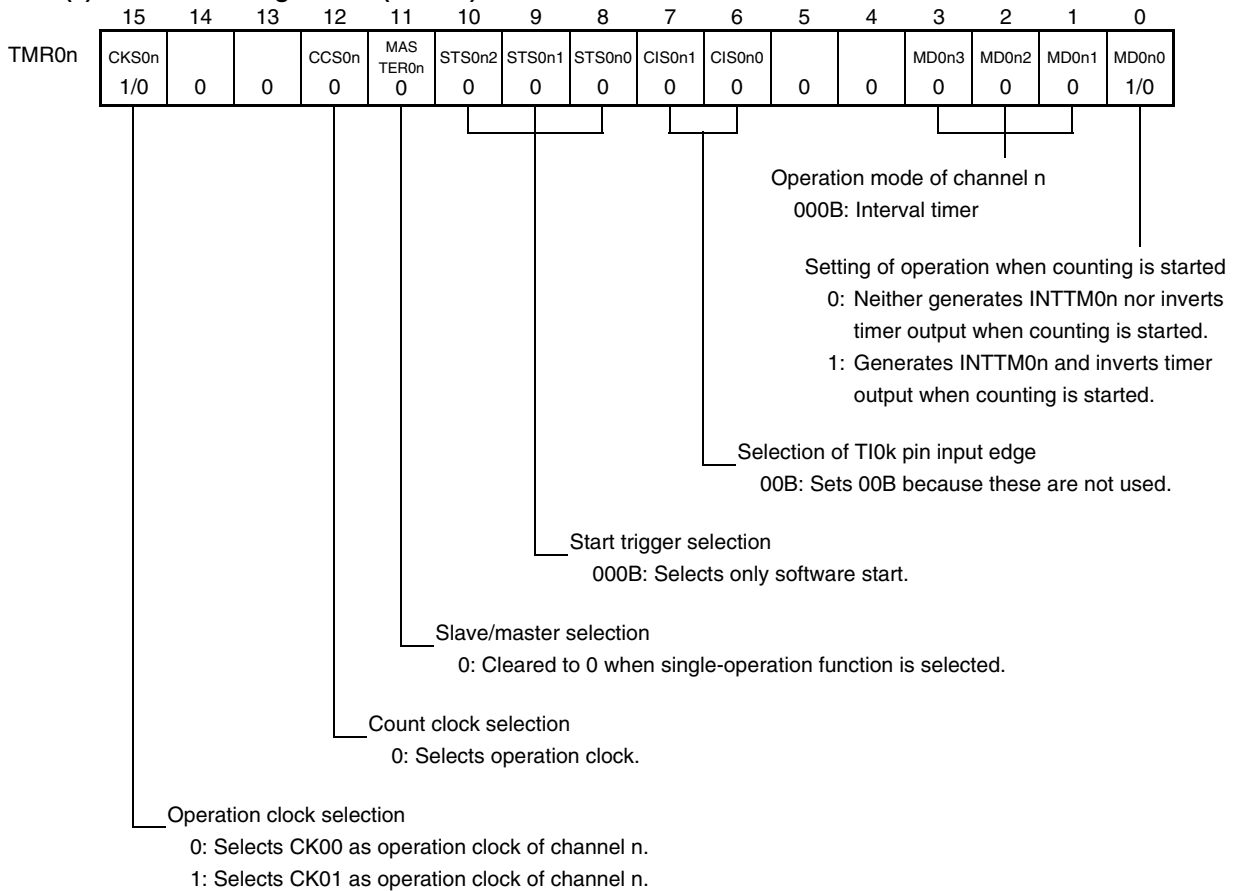 15 14 13 12 11 10 9 8 7 6 5 4 3 2 1 0
TMR0n CKS0n CCS0n MAS TER0n STS0n2 STS0n1 STS0n0 CIS0n1 CIS0n0 MD0n3 MD0n2 MD0n1 MD0n0
1/0 0 0 0 0 0 0 0 0 0 0 0 0 0 0 1/0
Operation mode of channel n
000B: Interval timer
Setting of operation when counting is started
0: Neither generates INTTM0n nor inverts
timer output when counting is started.
1: Generates INTTM0n and inverts timer
output when counting is started.
Selection of TI0k pin input edge
00B: Sets 00B because these are not used.
Start trigger selection
000B: Selects only software start.
Slave/master selection
0: Cleared to 0 when single-operation function is selected.
Count clock selection
0: Selects operation clock.
Operation clock selection
0: Selects CK00 as operation clock of channel n.
1: Selects CK01 as operation clock of channel n.